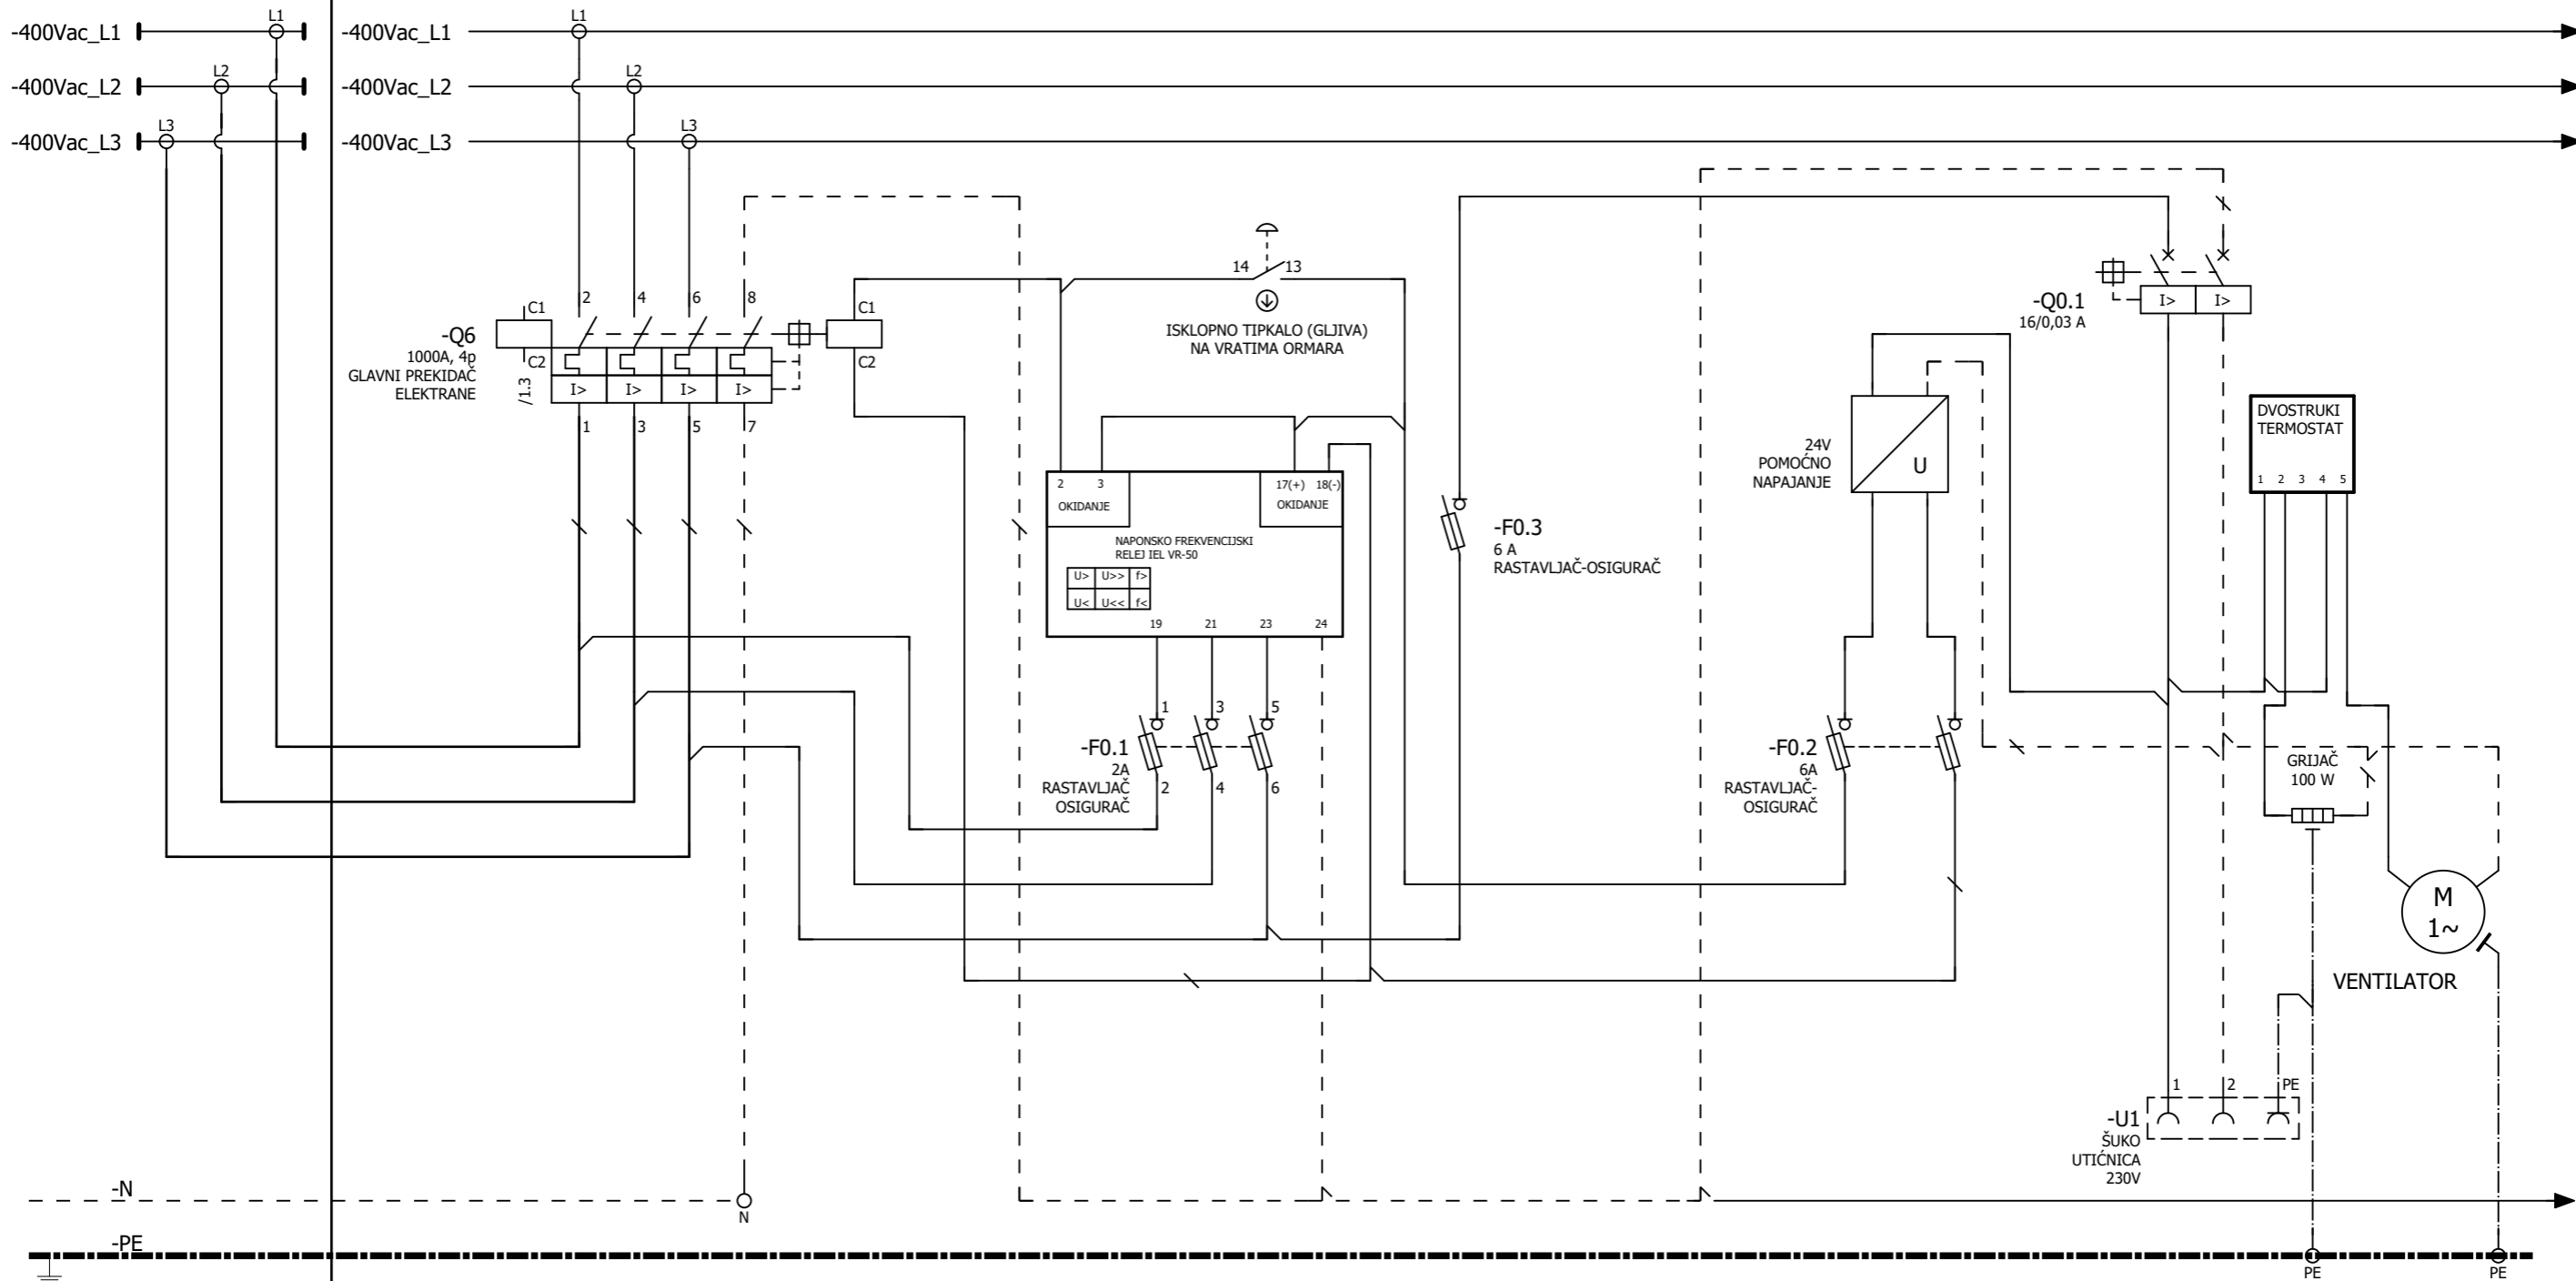 L1
L1
-400Vac_L1
-400Vac_L1
L2
L2
-400Vac_L2
-400Vac_L2
L3
L3
-400Vac_L3
-400Vac_L3
14
13
ISKLOPNO TIPKALO (GLJIVA)
NA VRATIMA ORMARA
C1
2
4
6
8
C1
-Q6
1000A, 4p
GLAVNI PREKIDAČ
ELEKTRANE
C2
/1.3
I>
I>
I>
I>
C2
1
3
5
7
-Q0.1
16/0,03 A
I>
I>
24V
POMOĆNO
NAPAJANJE
U
DVOSTRUKI
TERMOSTAT
1
2
3
4
5
2
3
OKIDANJE
17(+)
18(-)
OKIDANJE
NAPONSKO FREKVENCIJSKI
RELEJ IEL VR-50
U>
U>>
f>
U<
U<<
f<
19
21
23
24
-F0.3
6 A
RASTAVLJAČ-OSIGURAČ
1
3
5
-F0.1
2A
RASTAVLJAČ
OSIGURAČ
2
4
6
-F0.2
6A
RASTAVLJAČ-
OSIGURAČ
GRIJAČ
100 W
M
1~
VENTILATOR
1
2
PE
-U1
ŠUKO
UTIĆNICA
230V
-N
N
-PE
PE
PE